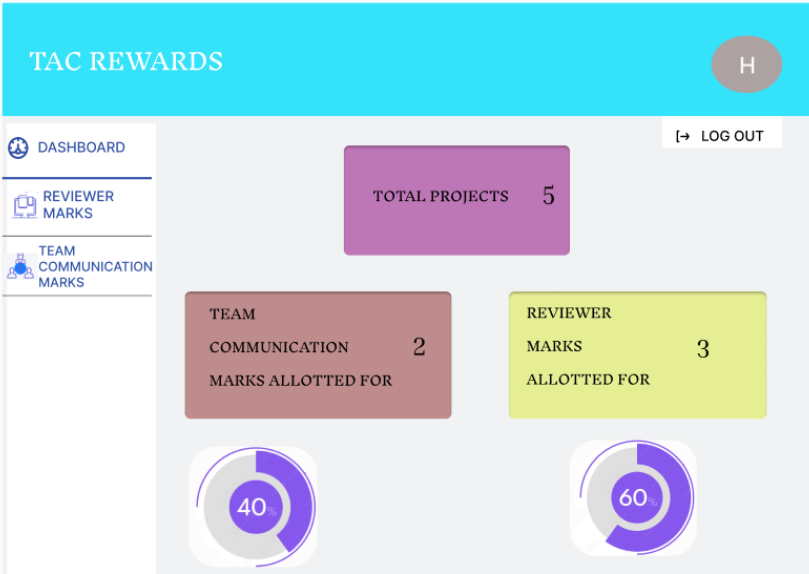 TAC REWARDS
H
LOG OUT
DASHBOARD
REVIEWER
MARKS
TEAM
COMMUNICATION
MARKS
TOTAL PROJECTS 5
TEAM
COMMUNICATION 2
MARKS ALLOTTED FOR
REVIEWER
MARKS 3
ALLOTTED FOR
40%
60%